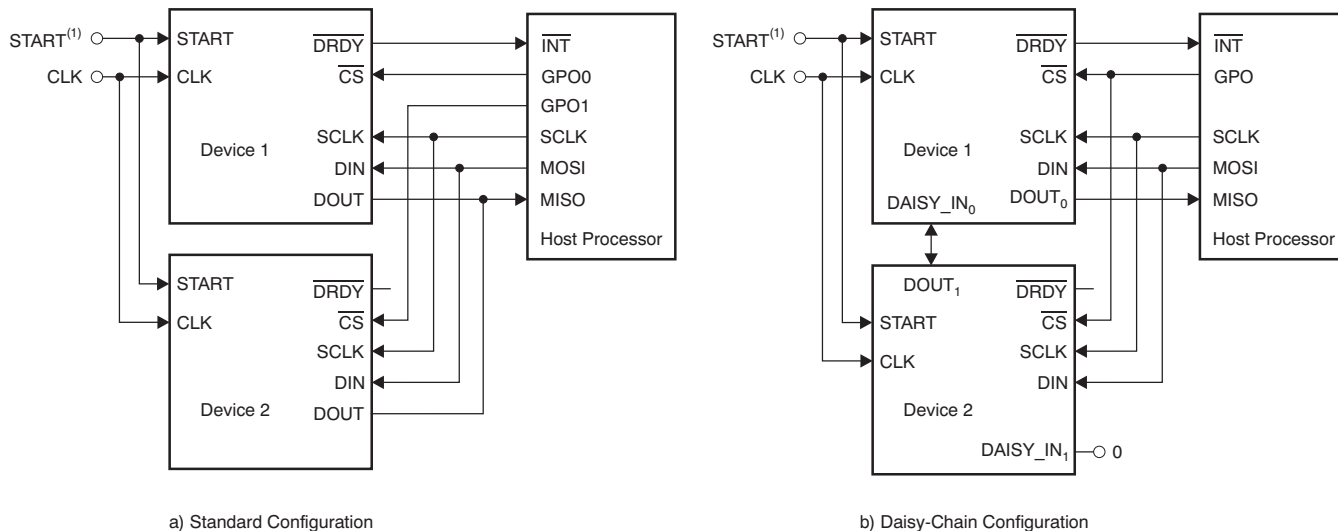 START(1)
CLK
START
CLK
Device 1
DRDY
CS
SCLK
DIN
DOUT
INT
GPO0
GPO1
SCLK
MOSI
MISO
Host Processor
START
CLK
Device 2
DRDY
CS
SCLK
DIN
DOUT
a) Standard Configuration
START(1)
CLK
START
CLK
Device 1
DRDY
CS
SCLK
DIN
DOUT0
DAISY_IN0
INT
GPO
SCLK
MOSI
MISO
Host Processor
DOUT1
START
CLK
Device 2
DRDY
CS
SCLK
DIN
DAISY_IN1
0
b) Daisy-Chain Configuration